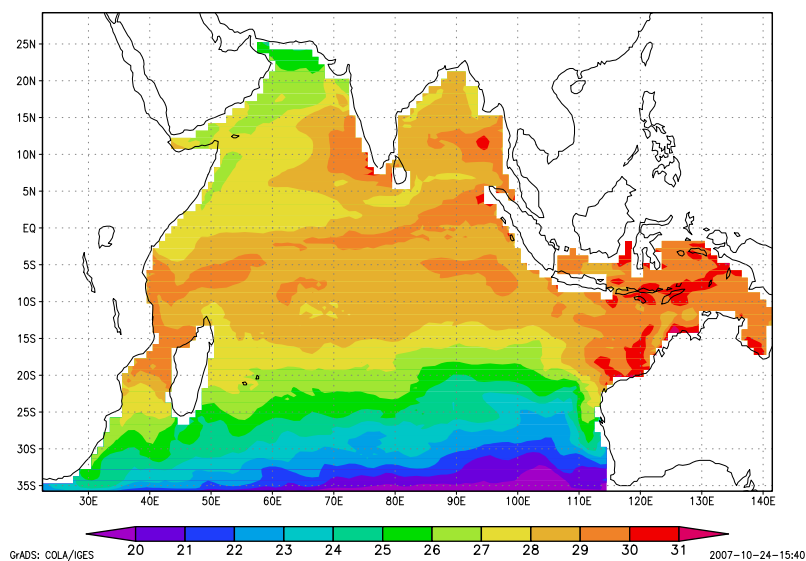 25N
20N
15N
10N
5N
EQ
5S
10S
15S
20S
25S
30S
35S
30E 40E 50E 60E 70E 80E 90E 100E 110E 120E 130E 140E
20 21 22 23 24 25 26 27 28 29 30 31
GrADS: COLA/IGES 2007-10-24-15:40